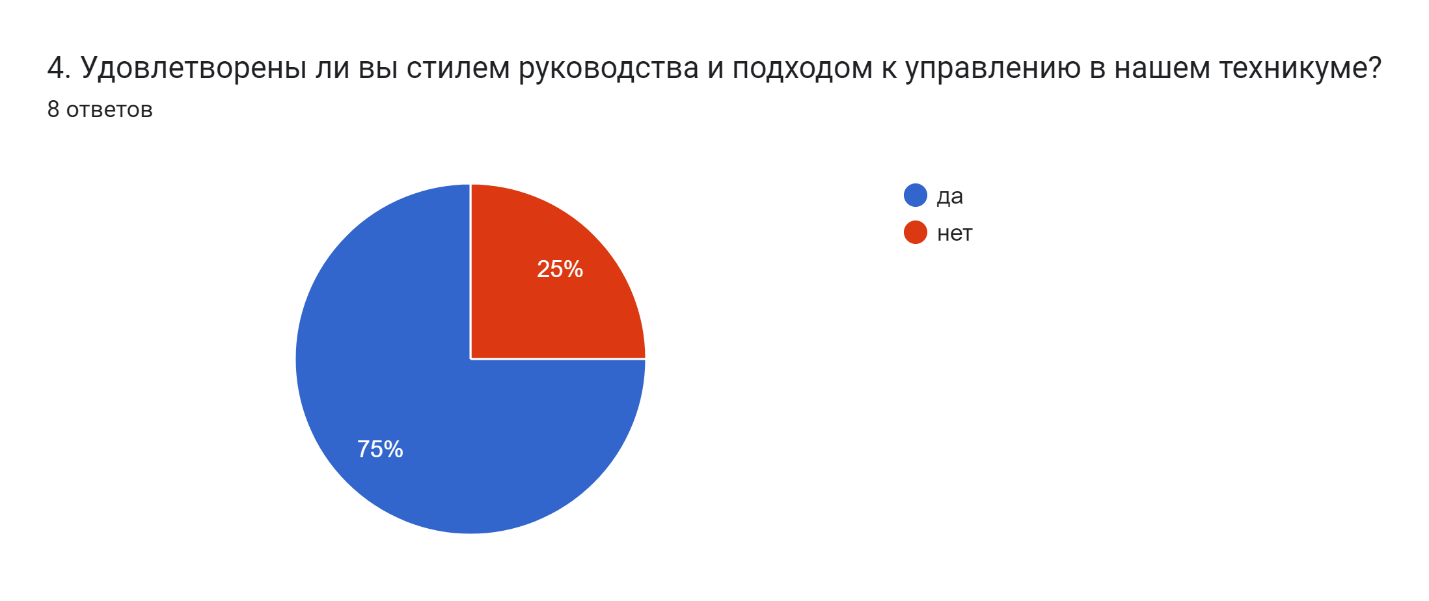 4. Удовлетворены ли вы стилем руководства и подходом к управлению в нашем техникуме?
8 ответов
да
нет
25%
75%